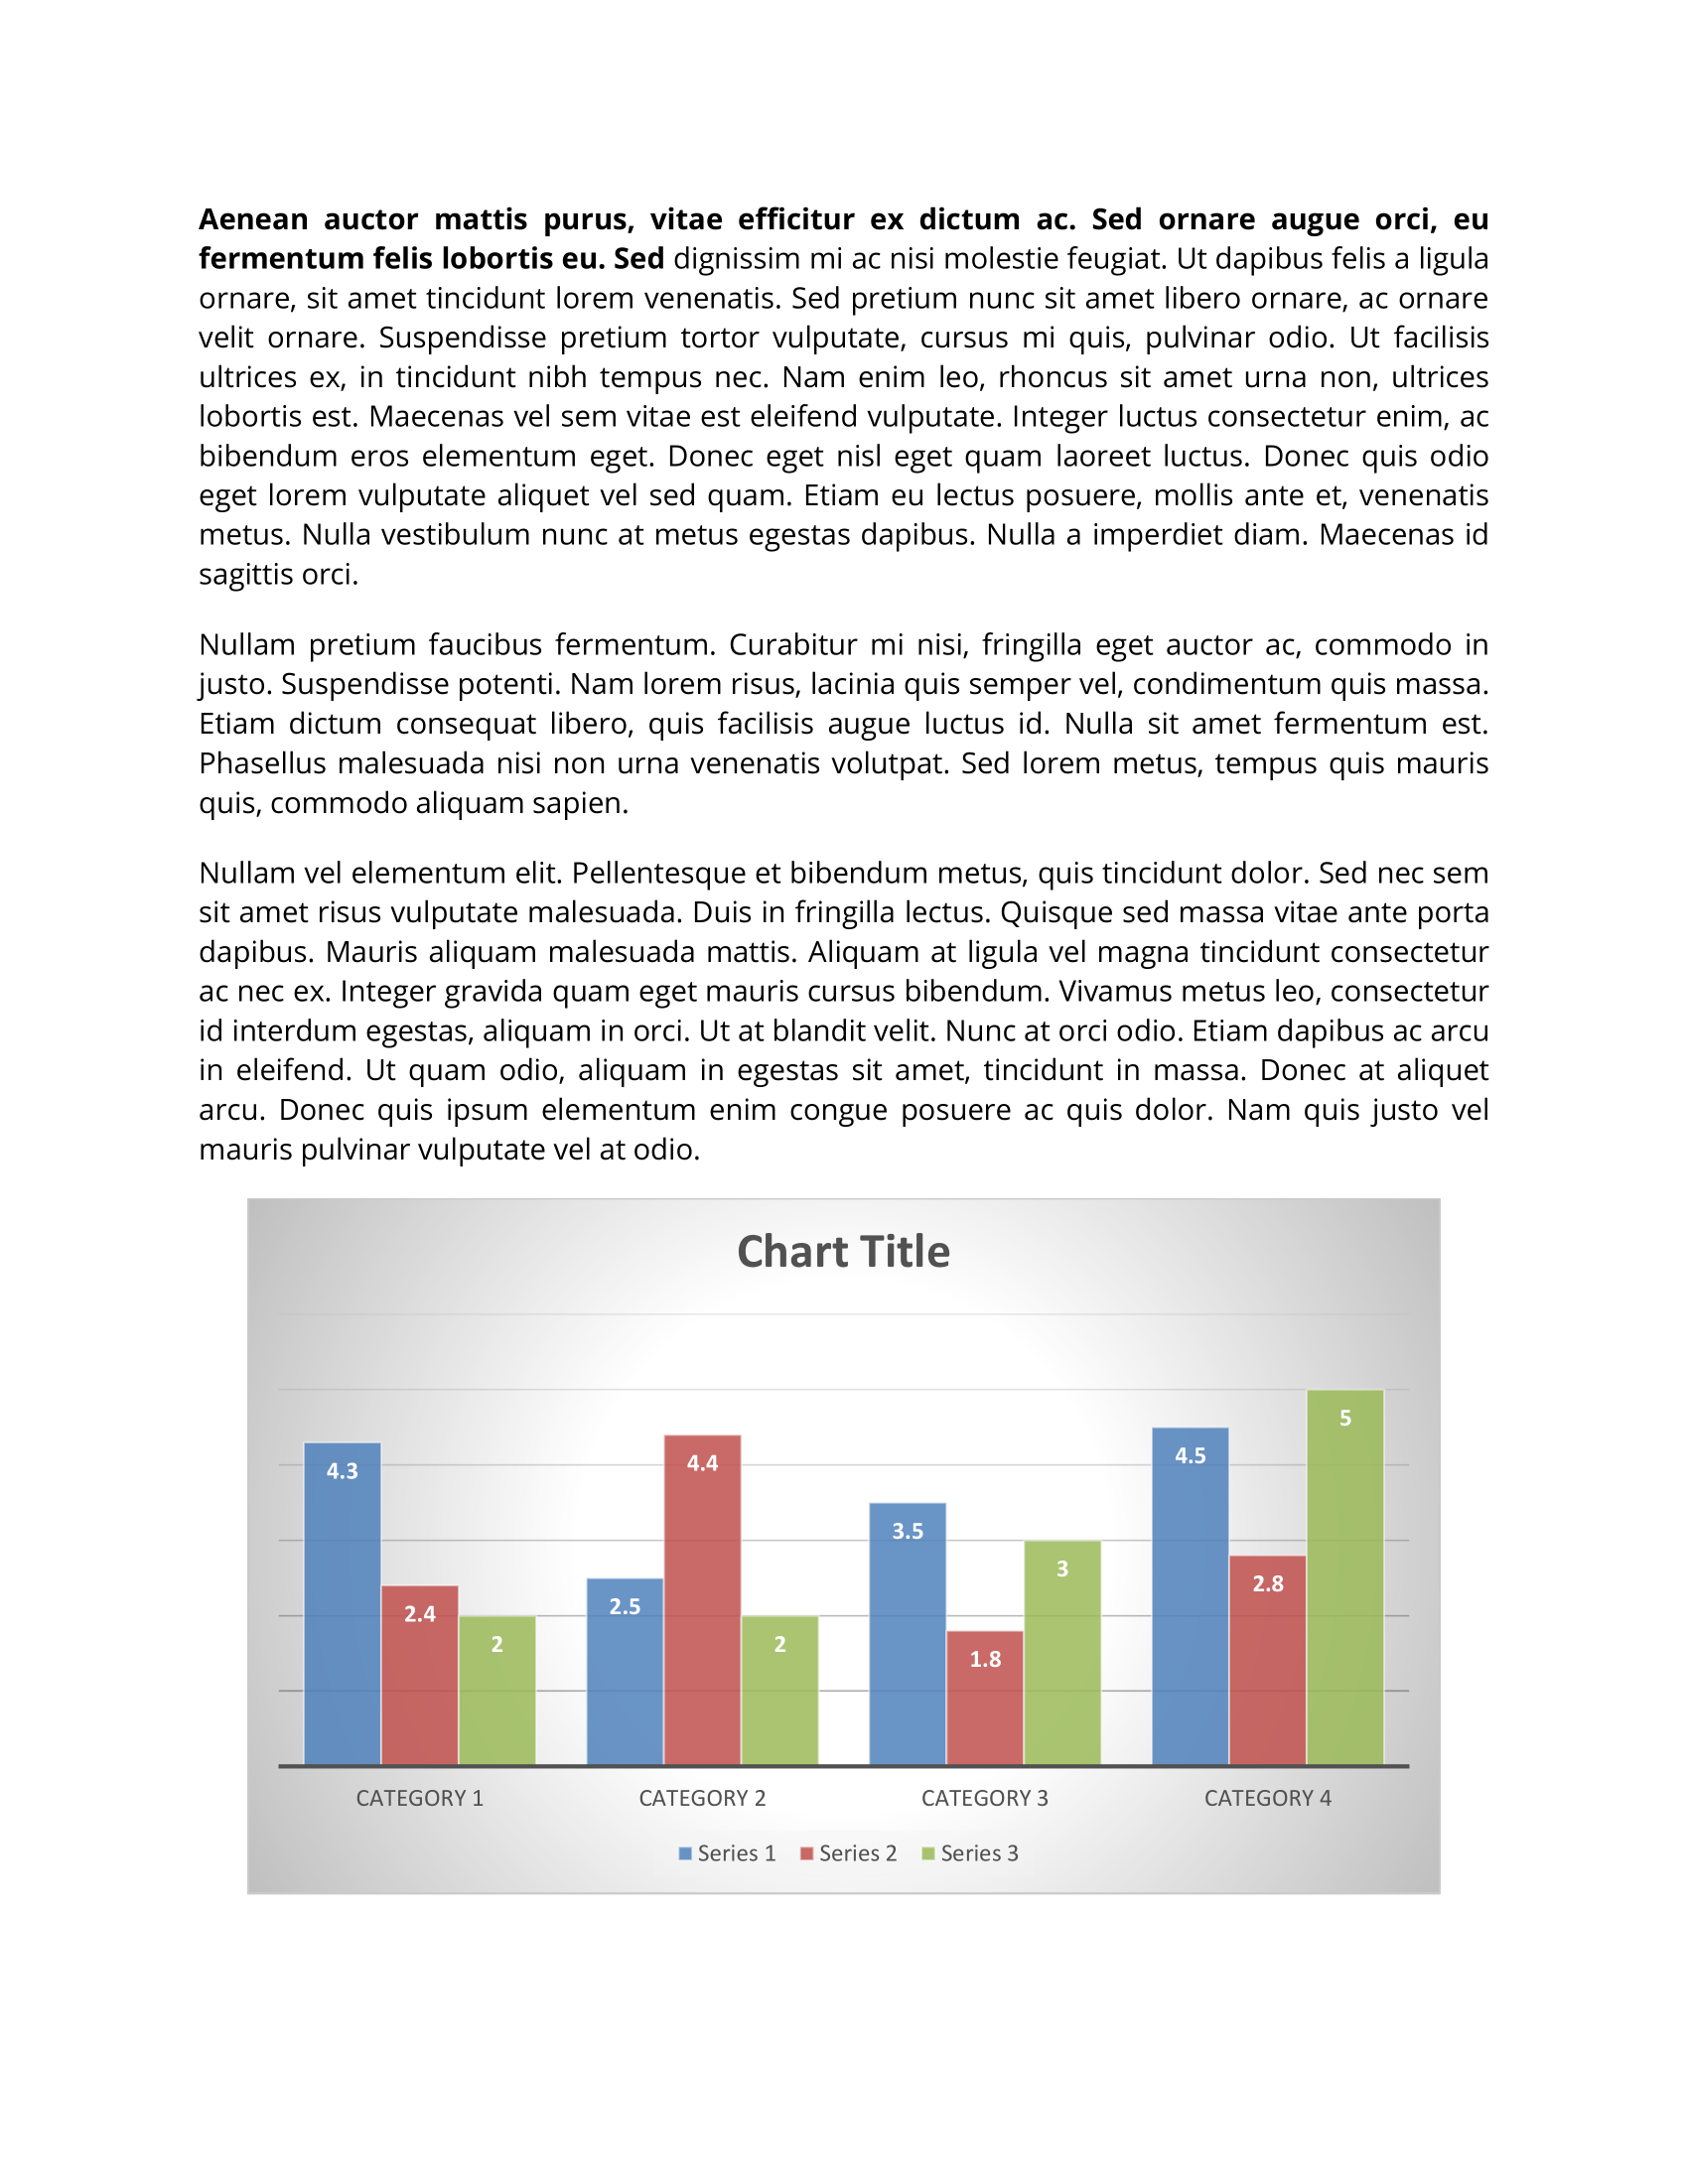 Aenean auctor mattis purus, vitae efficitur ex dictum ac. Sed ornare augue orci, eu
fermentum felis lobortis eu. Sed dignissim mi ac nisi molestie feugiat. Ut dapibus felis a ligula
ornare, sit amet tincidunt lorem venenatis. Sed pretium nunc sit amet libero ornare, ac ornare
velit ornare. Suspendisse pretium tortor vulputate, cursus mi quis, pulvinar odio. Ut facilisis
ultrices ex, in tincidunt nibh tempus nec. Nam enim leo, rhoncus sit amet urna non, ultrices
lobortis est. Maecenas vel sem vitae est eleifend vulputate. Integer luctus consectetur enim, ac
bibendum eros elementum eget. Donec eget nisl eget quam laoreet luctus. Donec quis odio
eget lorem vulputate aliquet vel sed quam. Etiam eu lectus posuere, mollis ante et, venenatis
metus. Nulla vestibulum nunc at metus egestas dapibus. Nulla a imperdiet diam. Maecenas id
sagittis orci.
Nullam pretium faucibus fermentum. Curabitur mi nisi, fringilla eget auctor ac, commodo in
justo. Suspendisse potenti. Nam lorem risus, lacinia quis semper vel, condimentum quis massa.
Etiam dictum consequat libero, quis facilisis augue luctus id. Nulla sit amet fermentum est.
Phasellus malesuada nisi non urna venenatis volutpat. Sed lorem metus, tempus quis mauris
quis, commodo aliquam sapien.
Nullam vel elementum elit. Pellentesque et bibendum metus, quis tincidunt dolor. Sed nec sem
sit amet risus vulputate malesuada. Duis in fringilla lectus. Quisque sed massa vitae ante porta
dapibus. Mauris aliquam malesuada mattis. Aliquam at ligula vel magna tincidunt consectetur
ac nec ex. Integer gravida quam eget mauris cursus bibendum. Vivamus metus leo, consectetur
id interdum egestas, aliquam in orci. Ut at blandit velit. Nunc at orci odio. Etiam dapibus ac arcu
in eleifend. Ut quam odio, aliquam in egestas sit amet, tincidunt in massa. Donec at aliquet
arcu. Donec quis ipsum elementum enim congue posuere ac quis dolor. Nam quis justo vel
mauris pulvinar vulputate vel at odio.
Chart Title
4.3 2.4 2 2.5 4.4 2 3.5 1.8 3 4.5 2.8 5
CATEGORY 1 CATEGORY 2 CATEGORY 3 CATEGORY 4
Series 1 Series 2 Series 3